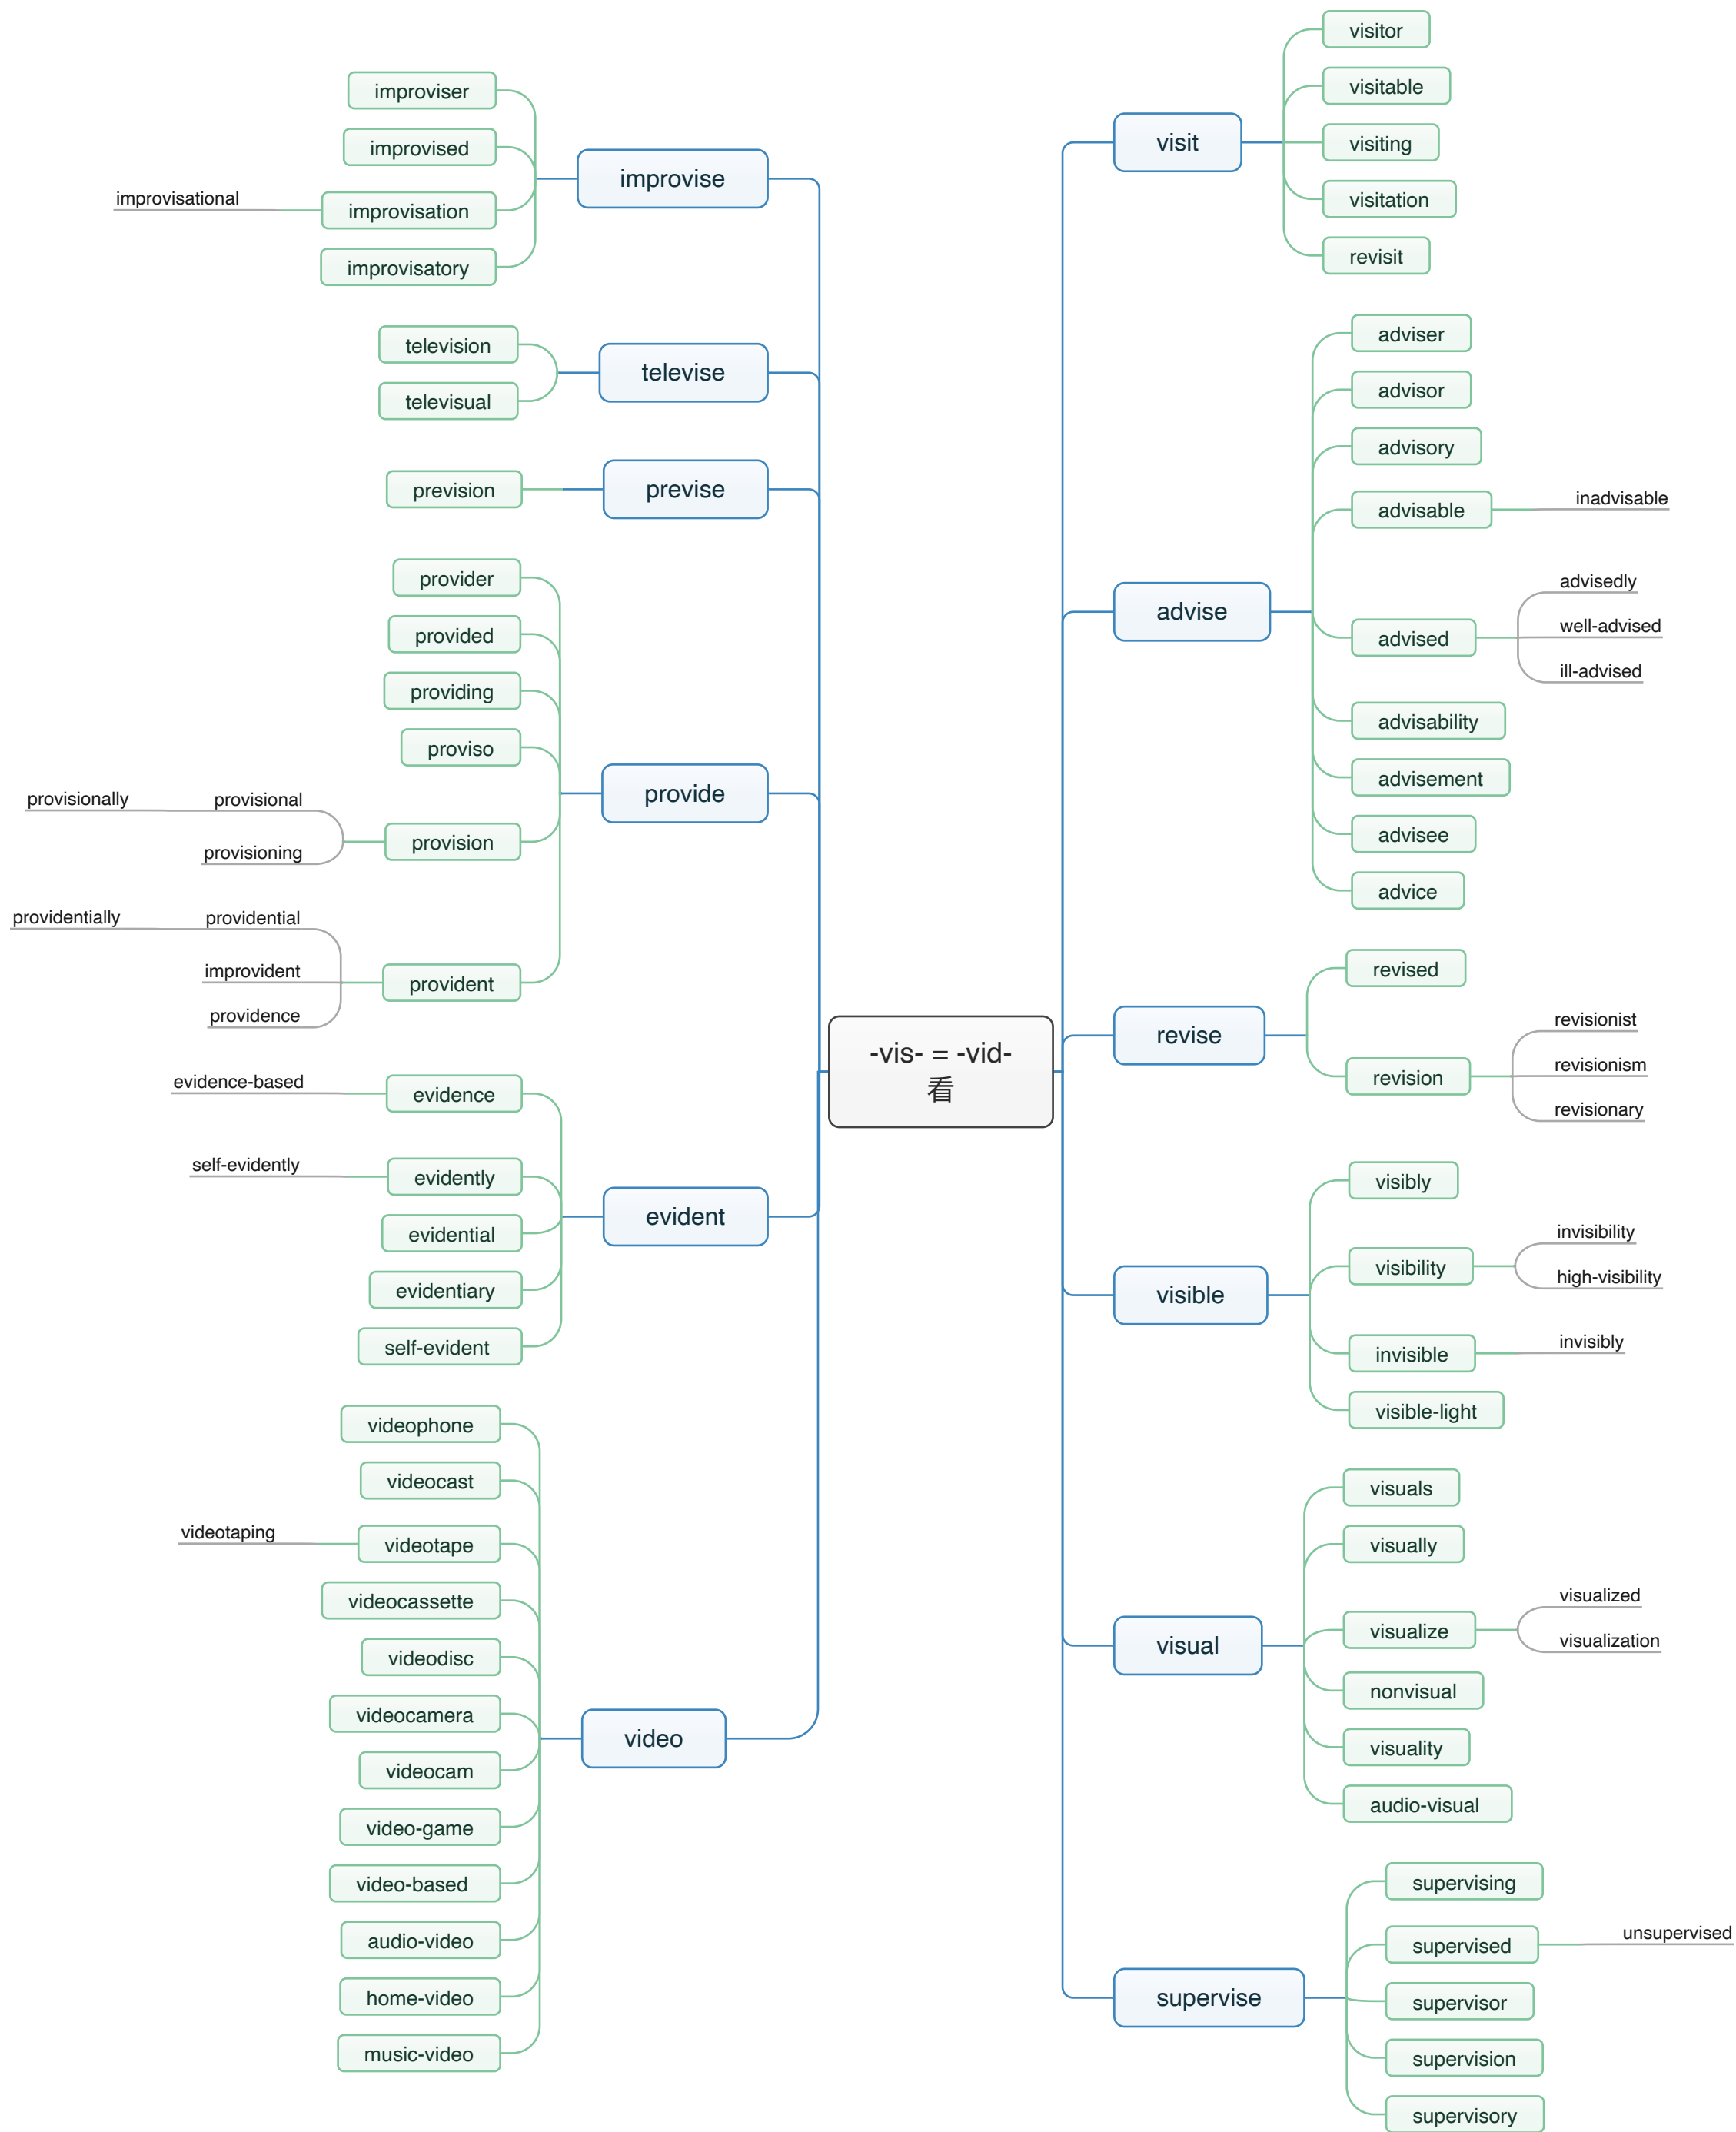 -vis- = -vid-
看
visit
visitor
visitable
visiting
visitation
revisit
advise
adviser
advisor
advisory
advisable
inadvisable
advised
advisedly
well-advised
ill-advised
advisability
advisement
advisee
advice
revise
revised
revision
revisionist
revisionism
revisionary
visible
visibly
visibility
invisibility
high-visibility
invisible
invisibly
visible-light
visual
visuals
visually
visualize
visualized
visualization
nonvisual
visuality
audio-visual
supervise
supervising
supervised
unsupervised
supervisor
supervision
supervisory
improvise
improviser
improvised
improvisation
improvisational
improvisatory
televise
television
televisual
previse
prevision
provide
provider
provided
providing
proviso
provision
provisional
provisionally
provisioning
provident
providential
providentially
improvident
providence
evident
evidence
evidence-based
evidently
self-evidently
evidential
evidentiary
self-evident
video
videophone
videocast
videotape
videotaping
videocassette
videodisc
videocamera
videocam
video-game
video-based
audio-video
home-video
music-video